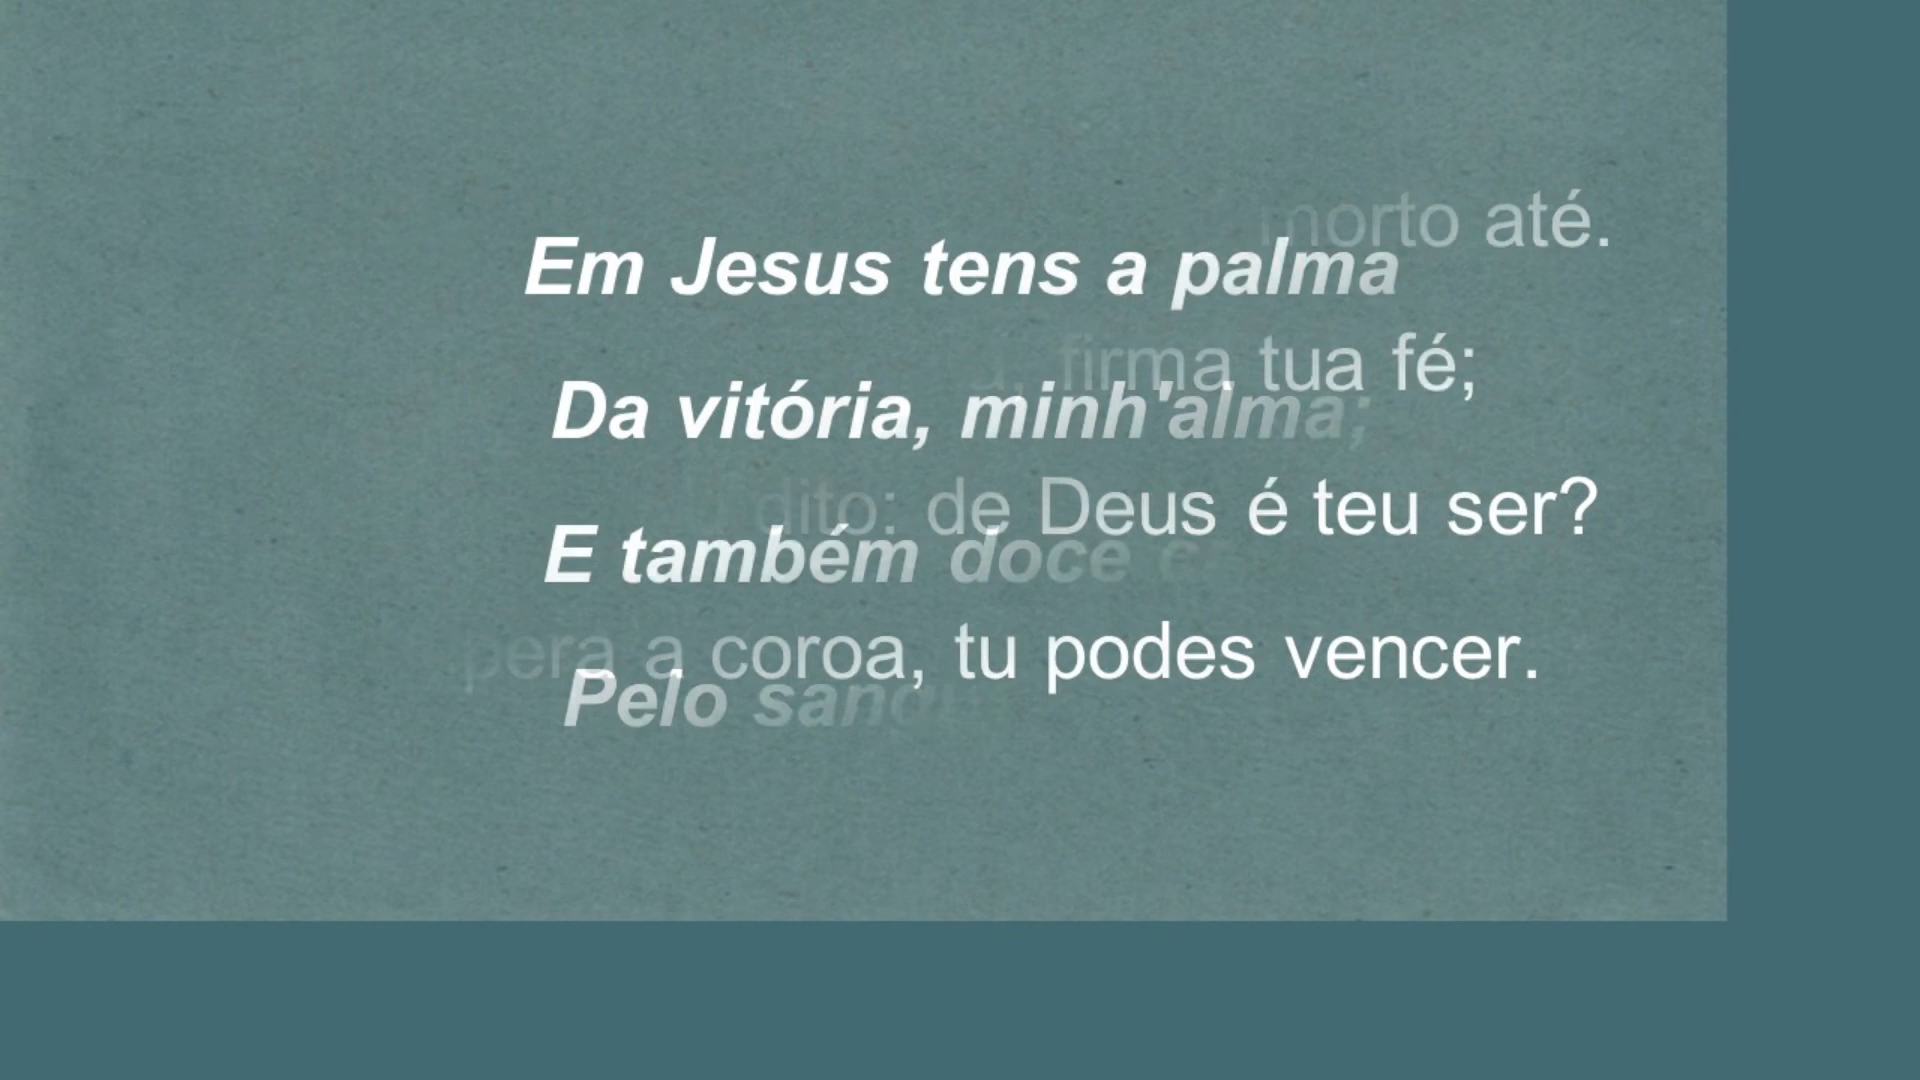 morto até.
Em Jesus tens a palma
firma tua fé;
Da vitória, minh'alma;
dito: de Deus é teu ser?
E também doce
a coroa, tu podes vencer.
Pelo